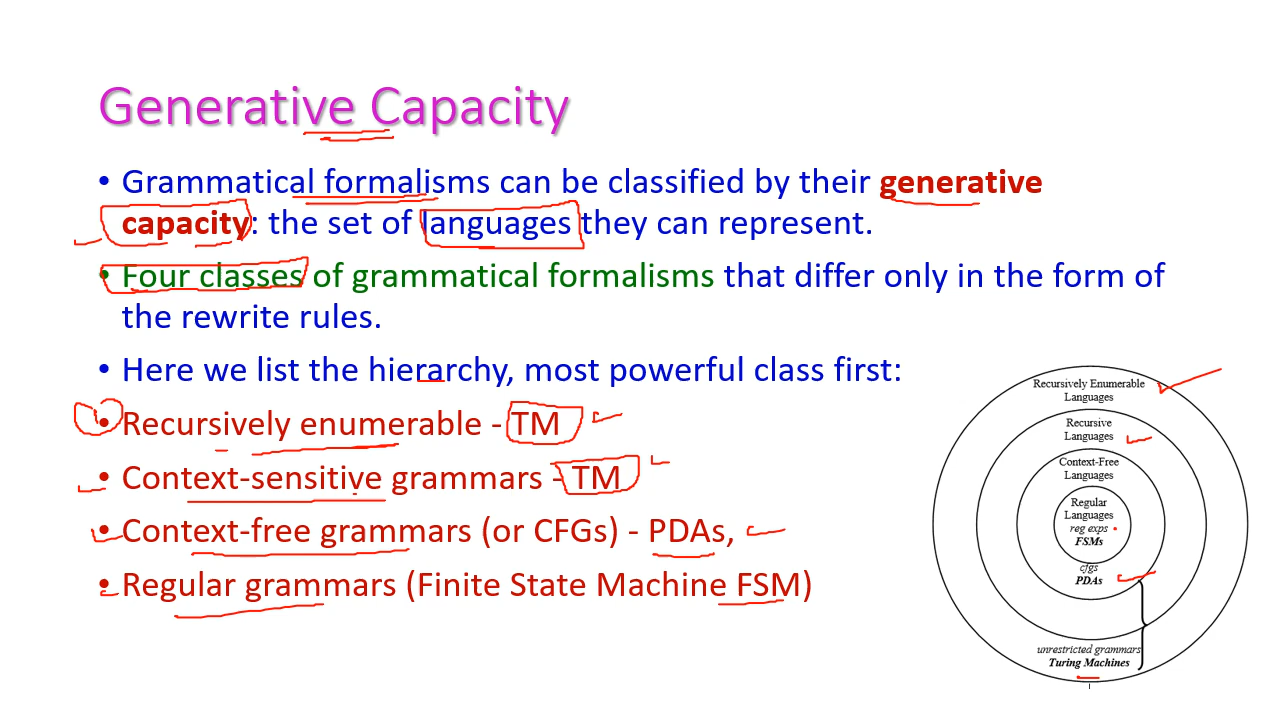 Generative Capacity
• Grammatical formalisms can be classified by their generative
capacity: the set of languages they can represent.
• Four classes of grammatical formalisms that differ only in the form of
the rewrite rules.
• Here we list the hierarchy, most powerful class first:
• Recursively enumerable - TM
• Context-sensitive grammars - TM
• Context-free grammars (or CFGs) - PDAs,
• Regular grammars (Finite State Machine FSM)
Recursively Enumerable
Languages
Recursive
Languages
Context-Free
Languages
Regular
Languages
reg exps
FSMs
cfgs
PDAs
unrestricted grammars
Turing Machines